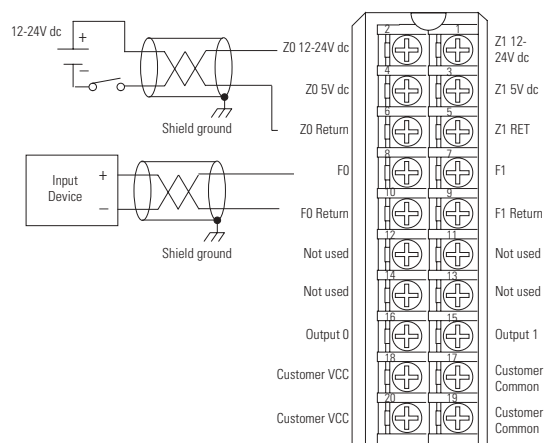 12-24V dc
+
−
Shield ground
Input
Device
+
−
Shield ground
Z0 12-24V dc
2
1
Z1 12-
24V dc
Z0 5V dc
4
3
Z1 5V dc
Z0 Return
6
5
Z1 RET
F0
8
7
F1
F0 Return
10
9
F1 Return
Not used
12
11
Not used
Not used
14
13
Not used
Output 0
16
15
Output 1
Customer VCC
18
17
Customer
Common
Customer VCC
20
19
Customer
Common